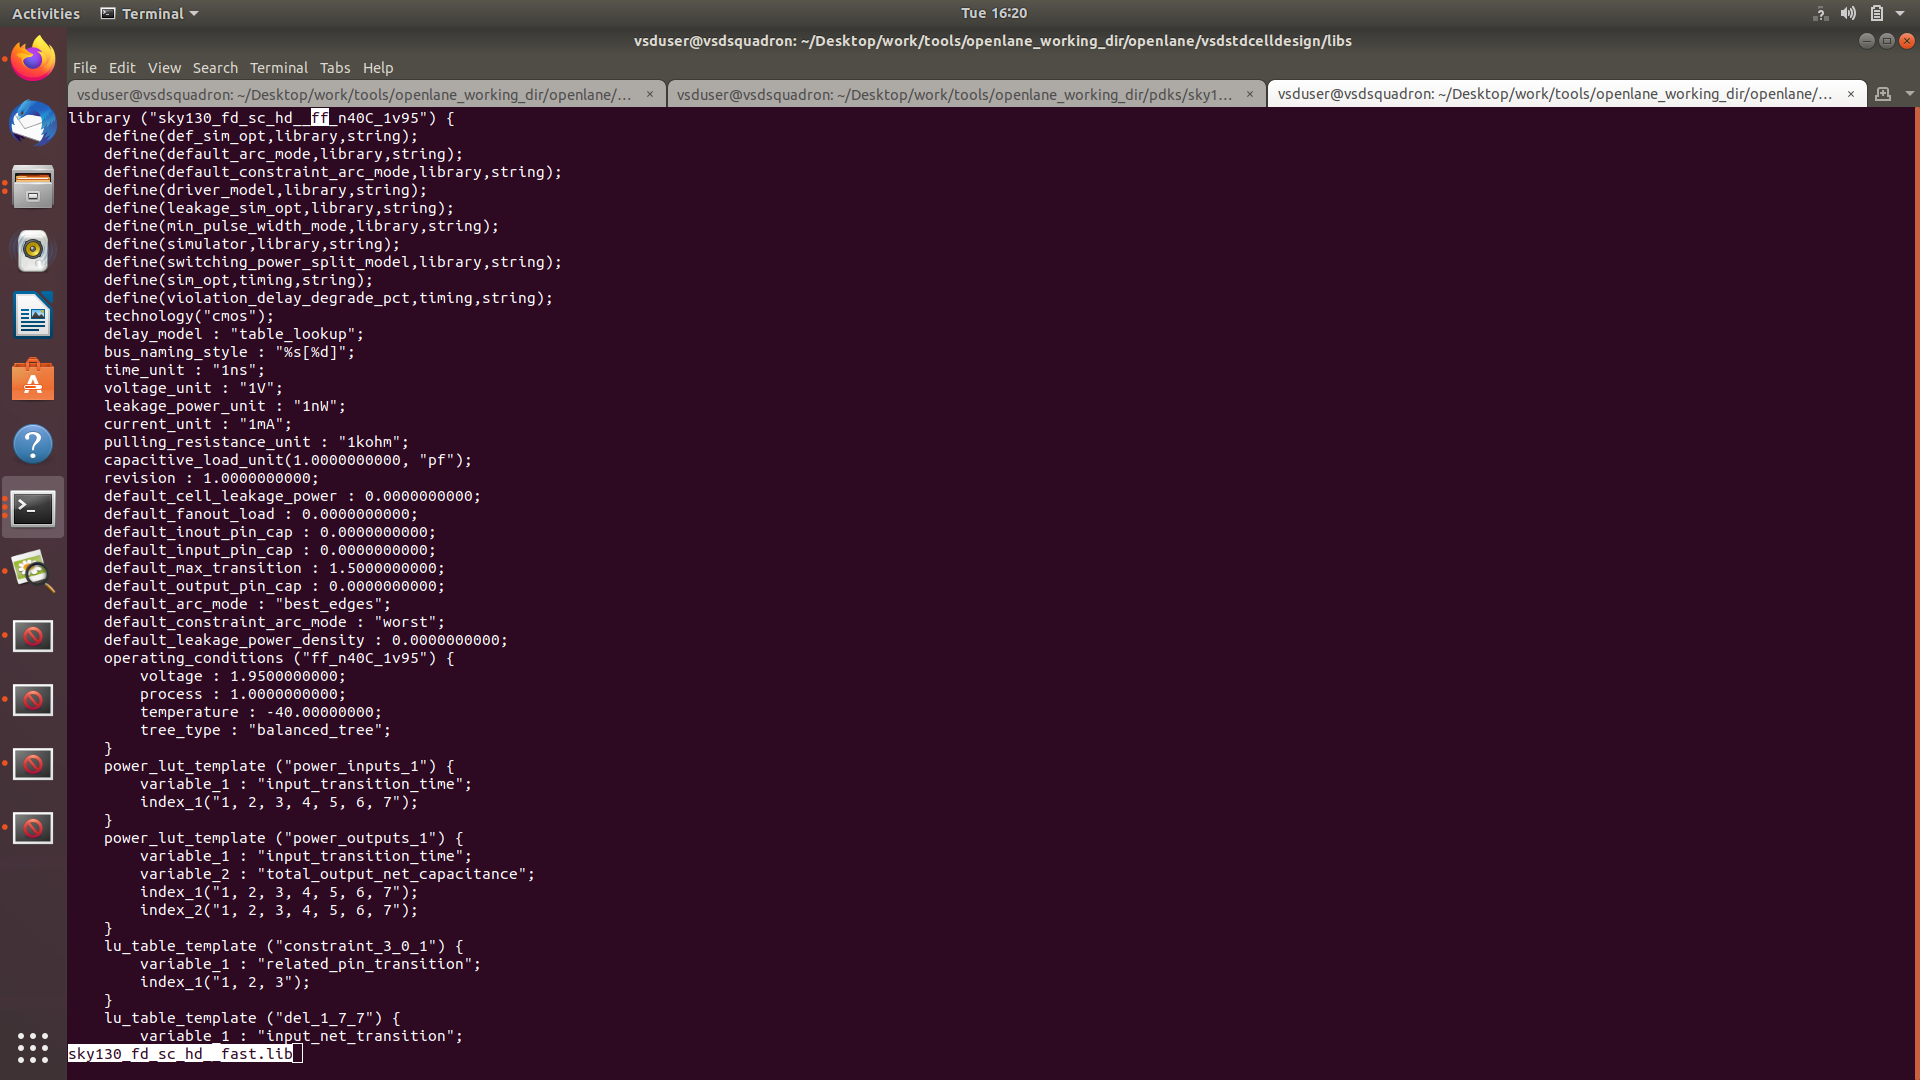 Activities Terminal Tue 16:20
vsduser@vsdsquadron: ~/Desktop/work/tools/openlane_working_dir/openlane/vsdstdcelldesign/libs
File Edit View Search Terminal Tabs Help
vsduser@vsdsquadron: ~/Desktop/work/tools/openlane_working_dir/openlane/... × vsduser@vsdsquadron: ~/Desktop/work/tools/openlane_working_dir/pdks/sky1... × vsduser@vsdsquadron: ~/Desktop/work/tools/openlane_working_dir/openlane/... ×
library ("sky130_fd_sc_hd__ff_n40C_1v95") {
    define(def_sim_opt,library,string);
    define(default_arc_mode,library,string);
    define(default_constraint_arc_mode,library,string);
    define(driver_model,library,string);
    define(leakage_sim_opt,library,string);
    define(min_pulse_width_mode,library,string);
    define(simulator,library,string);
    define(switching_power_split_model,library,string);
    define(sim_opt,timing,string);
    define(violation_delay_degrade_pct,timing,string);
    technology("cmos");
    delay_model : "table_lookup";
    bus_naming_style : "%s[%d]";
    time_unit : "1ns";
    voltage_unit : "1V";
    leakage_power_unit : "1nW";
    current_unit : "1mA";
    pulling_resistance_unit : "1kohm";
    capacitive_load_unit(1.0000000000, "pf");
    revision : 1.0000000000;
    default_cell_leakage_power : 0.0000000000;
    default_fanout_load : 0.0000000000;
    default_inout_pin_cap : 0.0000000000;
    default_input_pin_cap : 0.0000000000;
    default_max_transition : 1.5000000000;
    default_output_pin_cap : 0.0000000000;
    default_arc_mode : "best_edges";
    default_constraint_arc_mode : "worst";
    default_leakage_power_density : 0.0000000000;
    operating_conditions ("ff_n40C_1v95") {
        voltage : 1.9500000000;
        process : 1.0000000000;
        temperature : -40.00000000;
        tree_type : "balanced_tree";
    }
    power_lut_template ("power_inputs_1") {
        variable_1 : "input_transition_time";
        index_1("1, 2, 3, 4, 5, 6, 7");
    }
    power_lut_template ("power_outputs_1") {
        variable_1 : "input_transition_time";
        variable_2 : "total_output_net_capacitance";
        index_1("1, 2, 3, 4, 5, 6, 7");
        index_2("1, 2, 3, 4, 5, 6, 7");
    }
    lu_table_template ("constraint_3_0_1") {
        variable_1 : "related_pin_transition";
        index_1("1, 2, 3");
    }
    lu_table_template ("del_1_7_7") {
        variable_1 : "input_net_transition";
sky130_fd_sc_hd__fast.lib